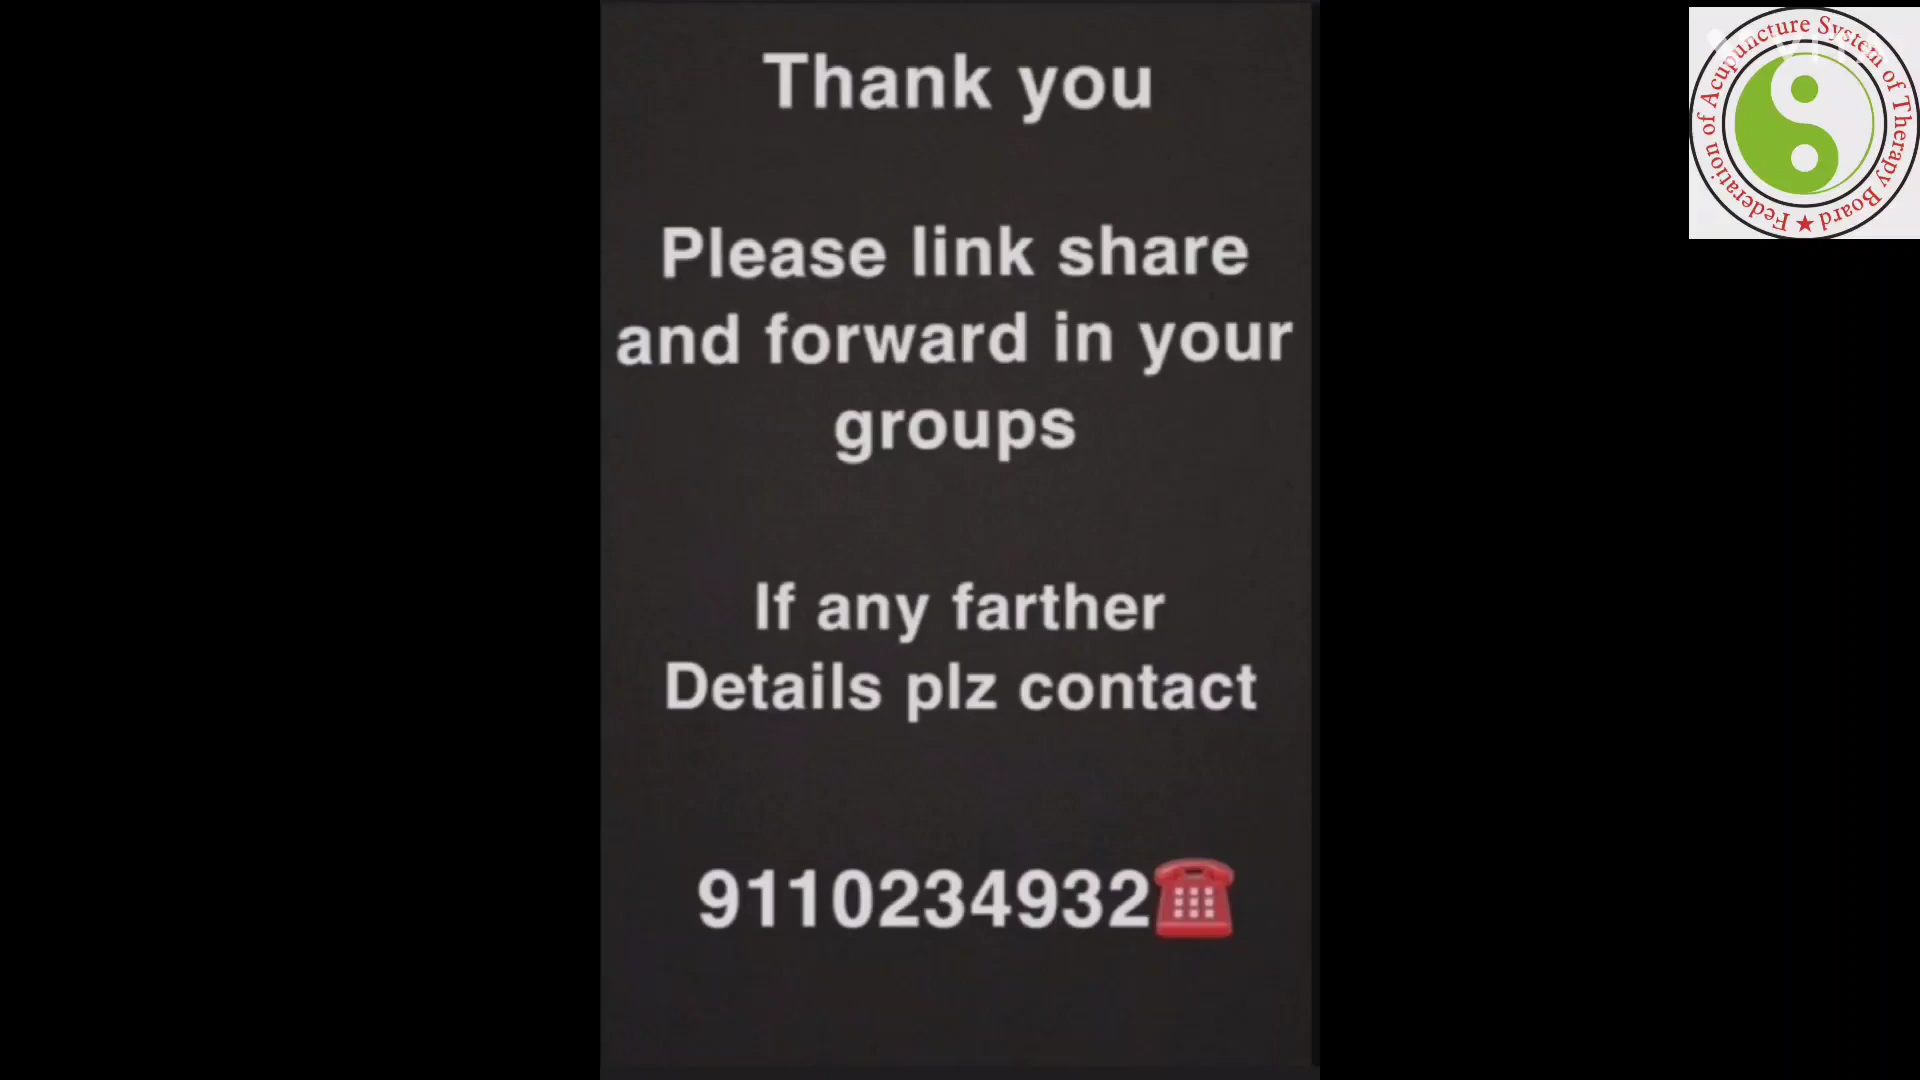 Thank you
Please link share
and forward in your
groups
If any farther
Details plz contact
9110234932☎️
Federation of Acupuncture System of Therapy Board ★